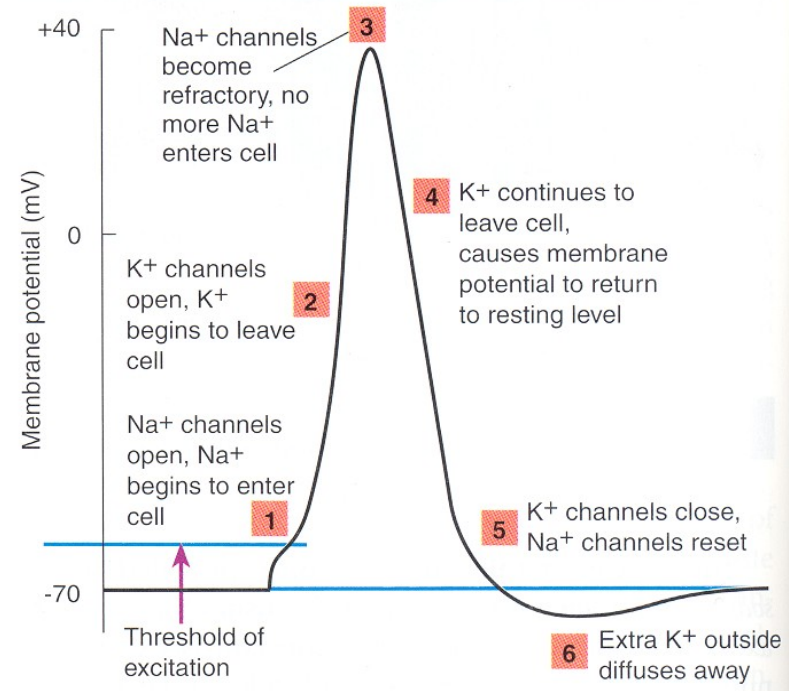 +40
3
Na+ channels
become
refractory, no
more Na+
enters cell
4
K+ continues to
leave cell,
causes membrane
potential to return
to resting level
Membrane potential (mV)
0
K+ channels
open, K+
begins to leave
cell
2
Na+ channels
open, Na+
begins to enter
cell
1
5
K+ channels close,
Na+ channels reset
-70
Threshold of
excitation
6
Extra K+ outside
diffuses away